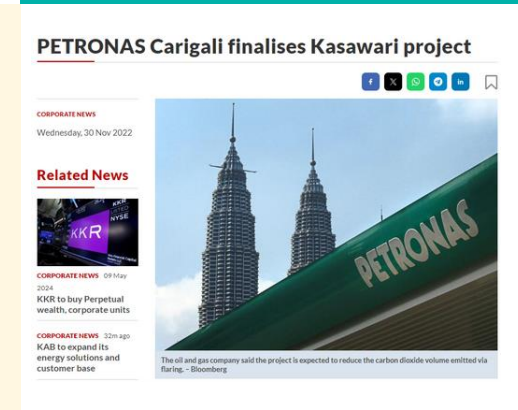 PETRONAS Carigali finalises Kasawari project
CORPORATE NEWS
Wednesday, 30 Nov 2022
Related News
KKR
NYSE
KKR
CORPORATE NEWS 09 May
2024
KKR to buy Perpetual
wealth, corporate units
CORPORATE NEWS 32m ago
KAB to expand its
energy solutions and
customer base
PETRONAS
The oil and gas company said the project is expected to reduce the carbon dioxide volume emitted via
flaring. – Bloomberg